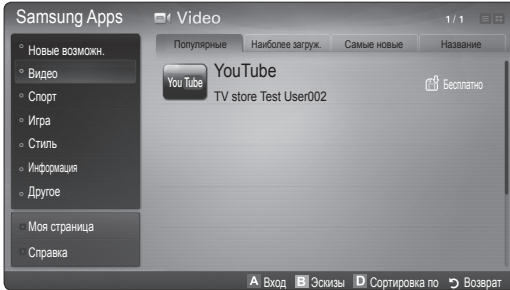 Samsung Apps
Video
1 / 1
Новые возможн.
Видео
Спорт
Игра
Стиль
Информация
Другое
Моя страница
Справка
Популярные
Наиболее загруж.
Самые новые
Название
You Tube
YouTube
TV store Test User002
Бесплатно
A Вход B Эскизы D Сортировка по Возврат